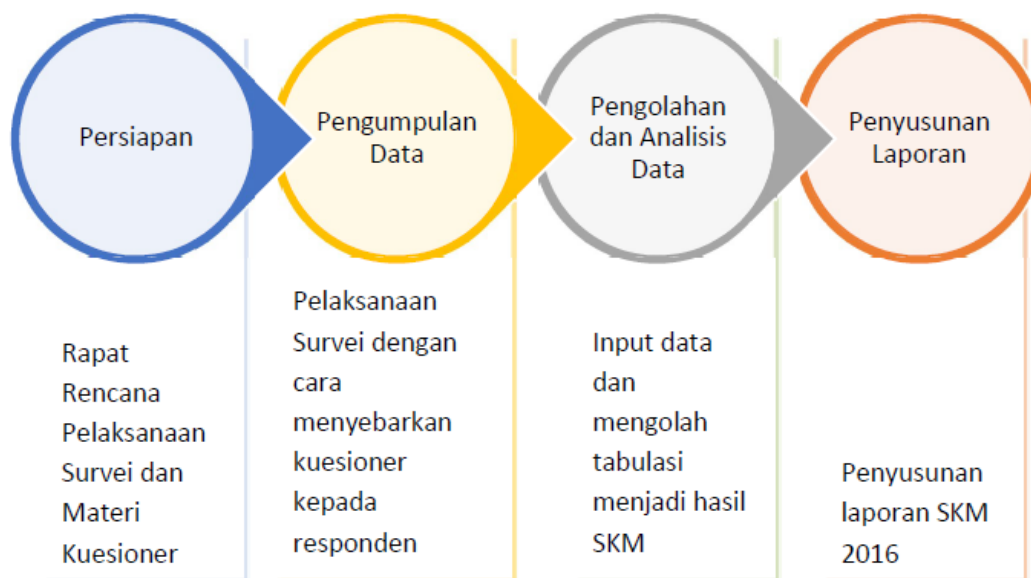 Persiapan
Pengumpulan
Data
Pengolahan
dan Analisis
Data
Penyusunan
Laporan
Rapat
Rencana
Pelaksanaan
Survei dan
Materi
Kuesioner
Pelaksanaan
Survei dengan
cara
menyebarkan
kuesioner
kepada
responden
Input data
dan
mengolah
tabulasi
menjadi hasil
SKM
Penyusunan
laporan SKM
2016